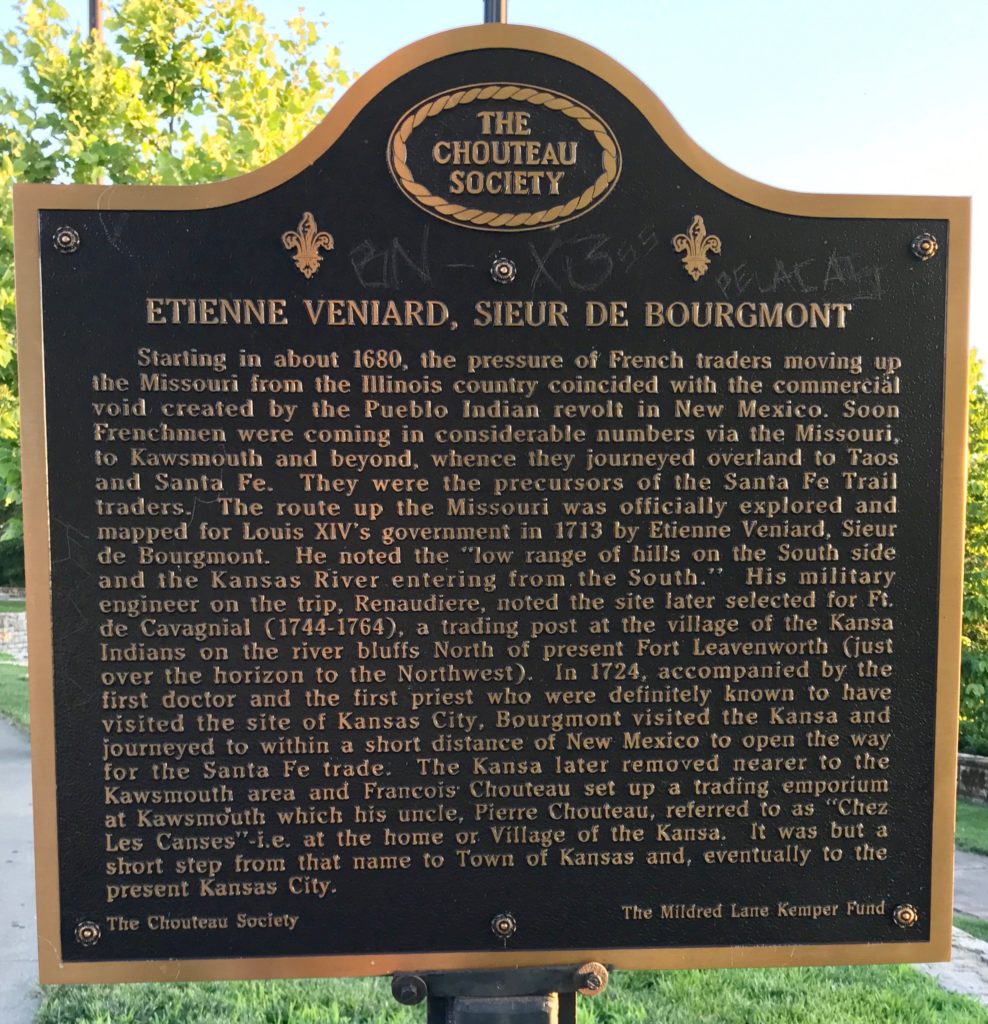 THE
CHOUTEAU
SOCIETY
BN - XB
ETIENNE VENIARD, SIEUR DE BOURGMONT
Starting in about 1680, the pressure of French traders moving up
the Missouri from the Illinois country coincided with the commercial
void created by the Pueblo Indian revolt in New Mexico. Soon
Frenchmen were coming in considerable numbers via the Missouri,
to Kawsmouth and beyond, whence they journeyed overland to Taos
and Santa Fe. They were the precursors of the Santa Fe Trail
traders. The route up the Missouri was officially explored and
mapped for Louis XIV's government in 1713 by Etienne Veniard, Sieur
de Bourgmont. He noted the "low range of hills on the South side
and the Kansas River entering from the South." His military
engineer on the trip, Renaudiere, noted the site later selected for Ft.
de Cavagnial (1744-1764), a trading post at the village of the Kansa
Indians on the river bluffs North of present Fort Leavenworth (just
over the horizon to the Northwest). In 1724, accompanied by the
first doctor and the first priest who were definitely known to have
visited the site of Kansas City, Bourgmont visited the Kansa and
journeyed to within a short distance of New Mexico to open the way
for the Santa Fe trade. The Kansa later removed nearer to the
Kawsmouth area and Francois Chouteau set up a trading emporium
at Kawsmouth which his uncle, Pierre Chouteau, referred to as "Chez
Les Canses"-i.e. at the home or Village of the Kansa. It was but a
short step from that name to Town of Kansas and, eventually to the
present Kansas City.
The Chouteau Society
The Mildred Lane Kemper Fund